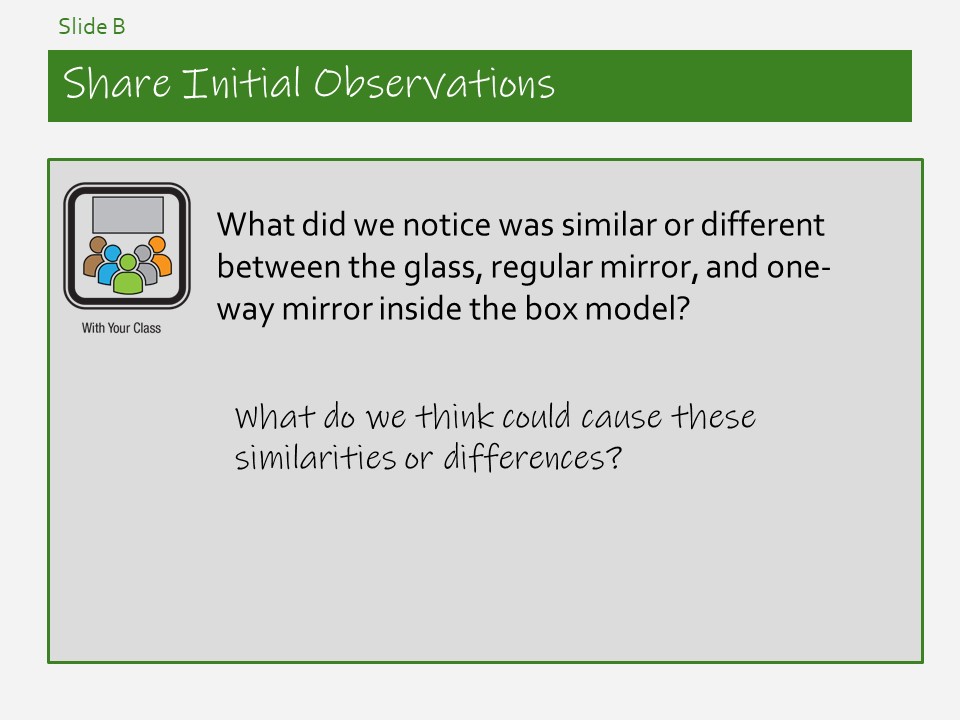 Slide B
Share Initial Observations
What did we notice was similar or different
between the glass, regular mirror, and one-
way mirror inside the box model?
With Your Class
What do we think could cause these
similarities or differences?